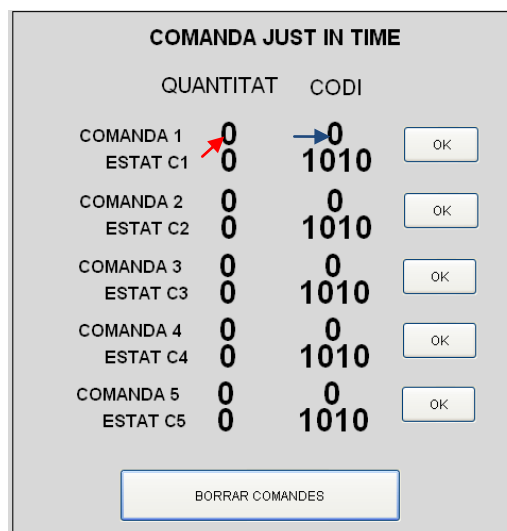 COMANDA JUST IN TIME
QUANTITAT CODI
COMANDA 1 0 0 OK
ESTAT C1 0 1010
COMANDA 2 0 0 OK
ESTAT C2 0 1010
COMANDA 3 0 0 OK
ESTAT C3 0 1010
COMANDA 4 0 0 OK
ESTAT C4 0 1010
COMANDA 5 0 0 OK
ESTAT C5 0 1010
BORRAR COMANDES